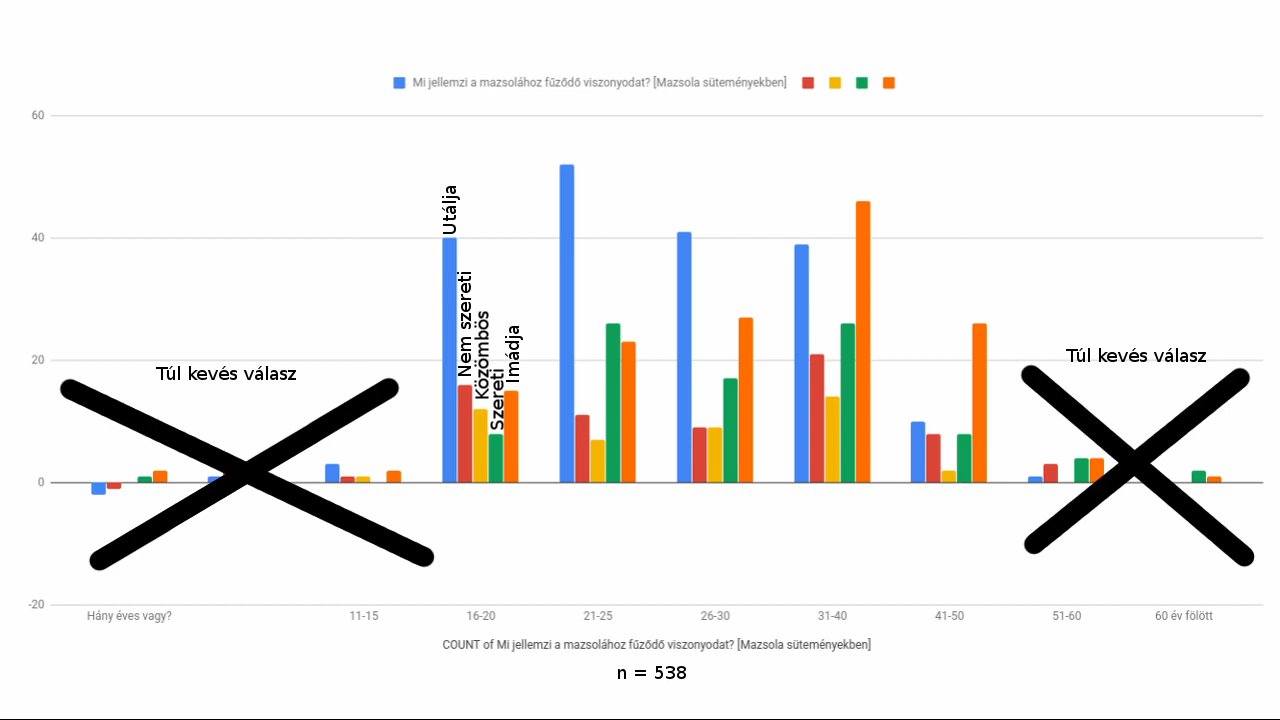 Mi jellemzi a mazsolához fűződő viszonyodat? [Mazsola süteményekben]
60
40
20
0
-20
Utálja
Nem szereti
Közömbös
Szereti
Imádja
Túl kevés válasz
Túl kevés válasz
Hány éves vagy? 11-15 16-20 21-25 26-30 31-40 41-50 51-60 60 év fölött
COUNT of Mi jellemzi a mazsolához fűződő viszonyodat? [Mazsola süteményekben]
n = 538